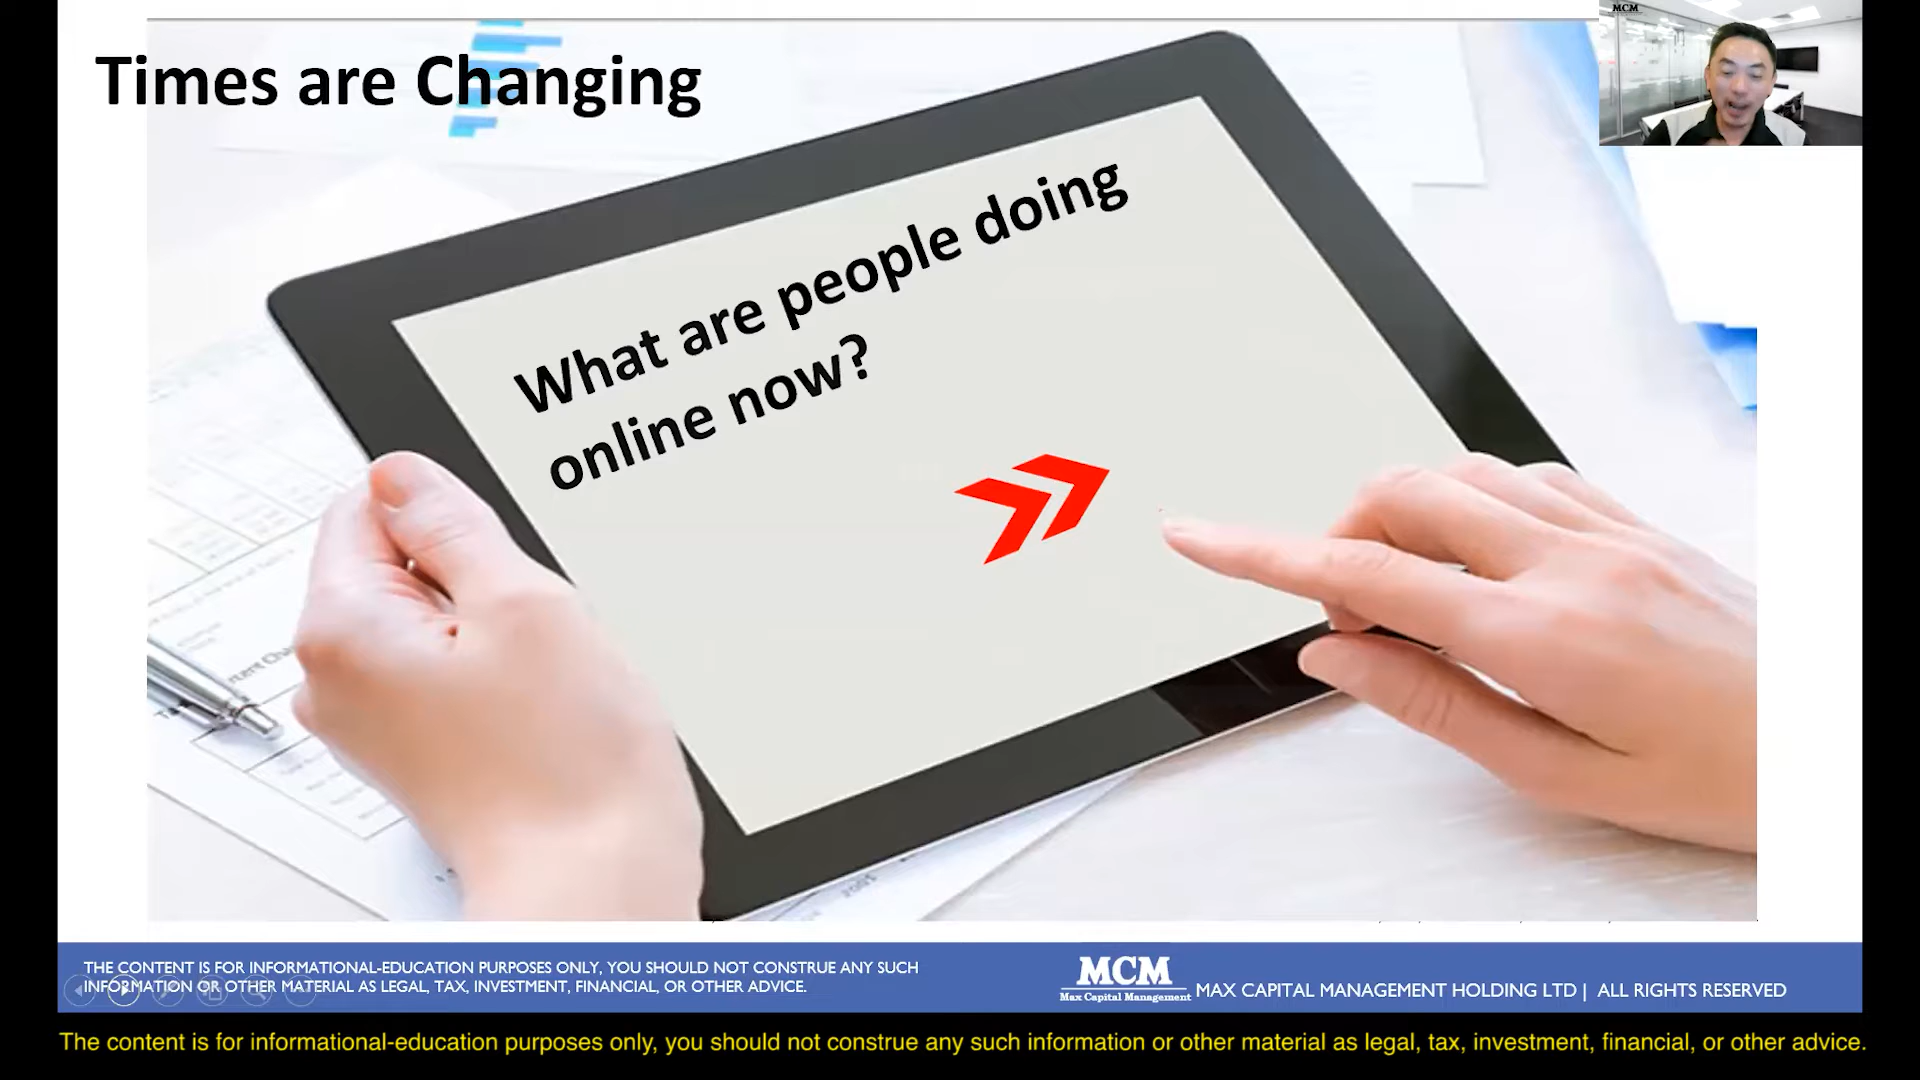 MCM
Times are Changing
What are people doing
online now?
THE CONTENT IS FOR INFORMATIONAL-EDUCATION PURPOSES ONLY, YOU SHOULD NOT CONSTRUE ANY SUCH
INFORMATION OR OTHER MATERIAL AS LEGAL, TAX, INVESTMENT, FINANCIAL, OR OTHER ADVICE.
MCM
Max Capital Management
MAX CAPITAL MANAGEMENT HOLDING LTD | ALL RIGHTS RESERVED
The content is for informational-education purposes only, you should not construe any such information or other material as legal, tax, investment, financial, or other advice.